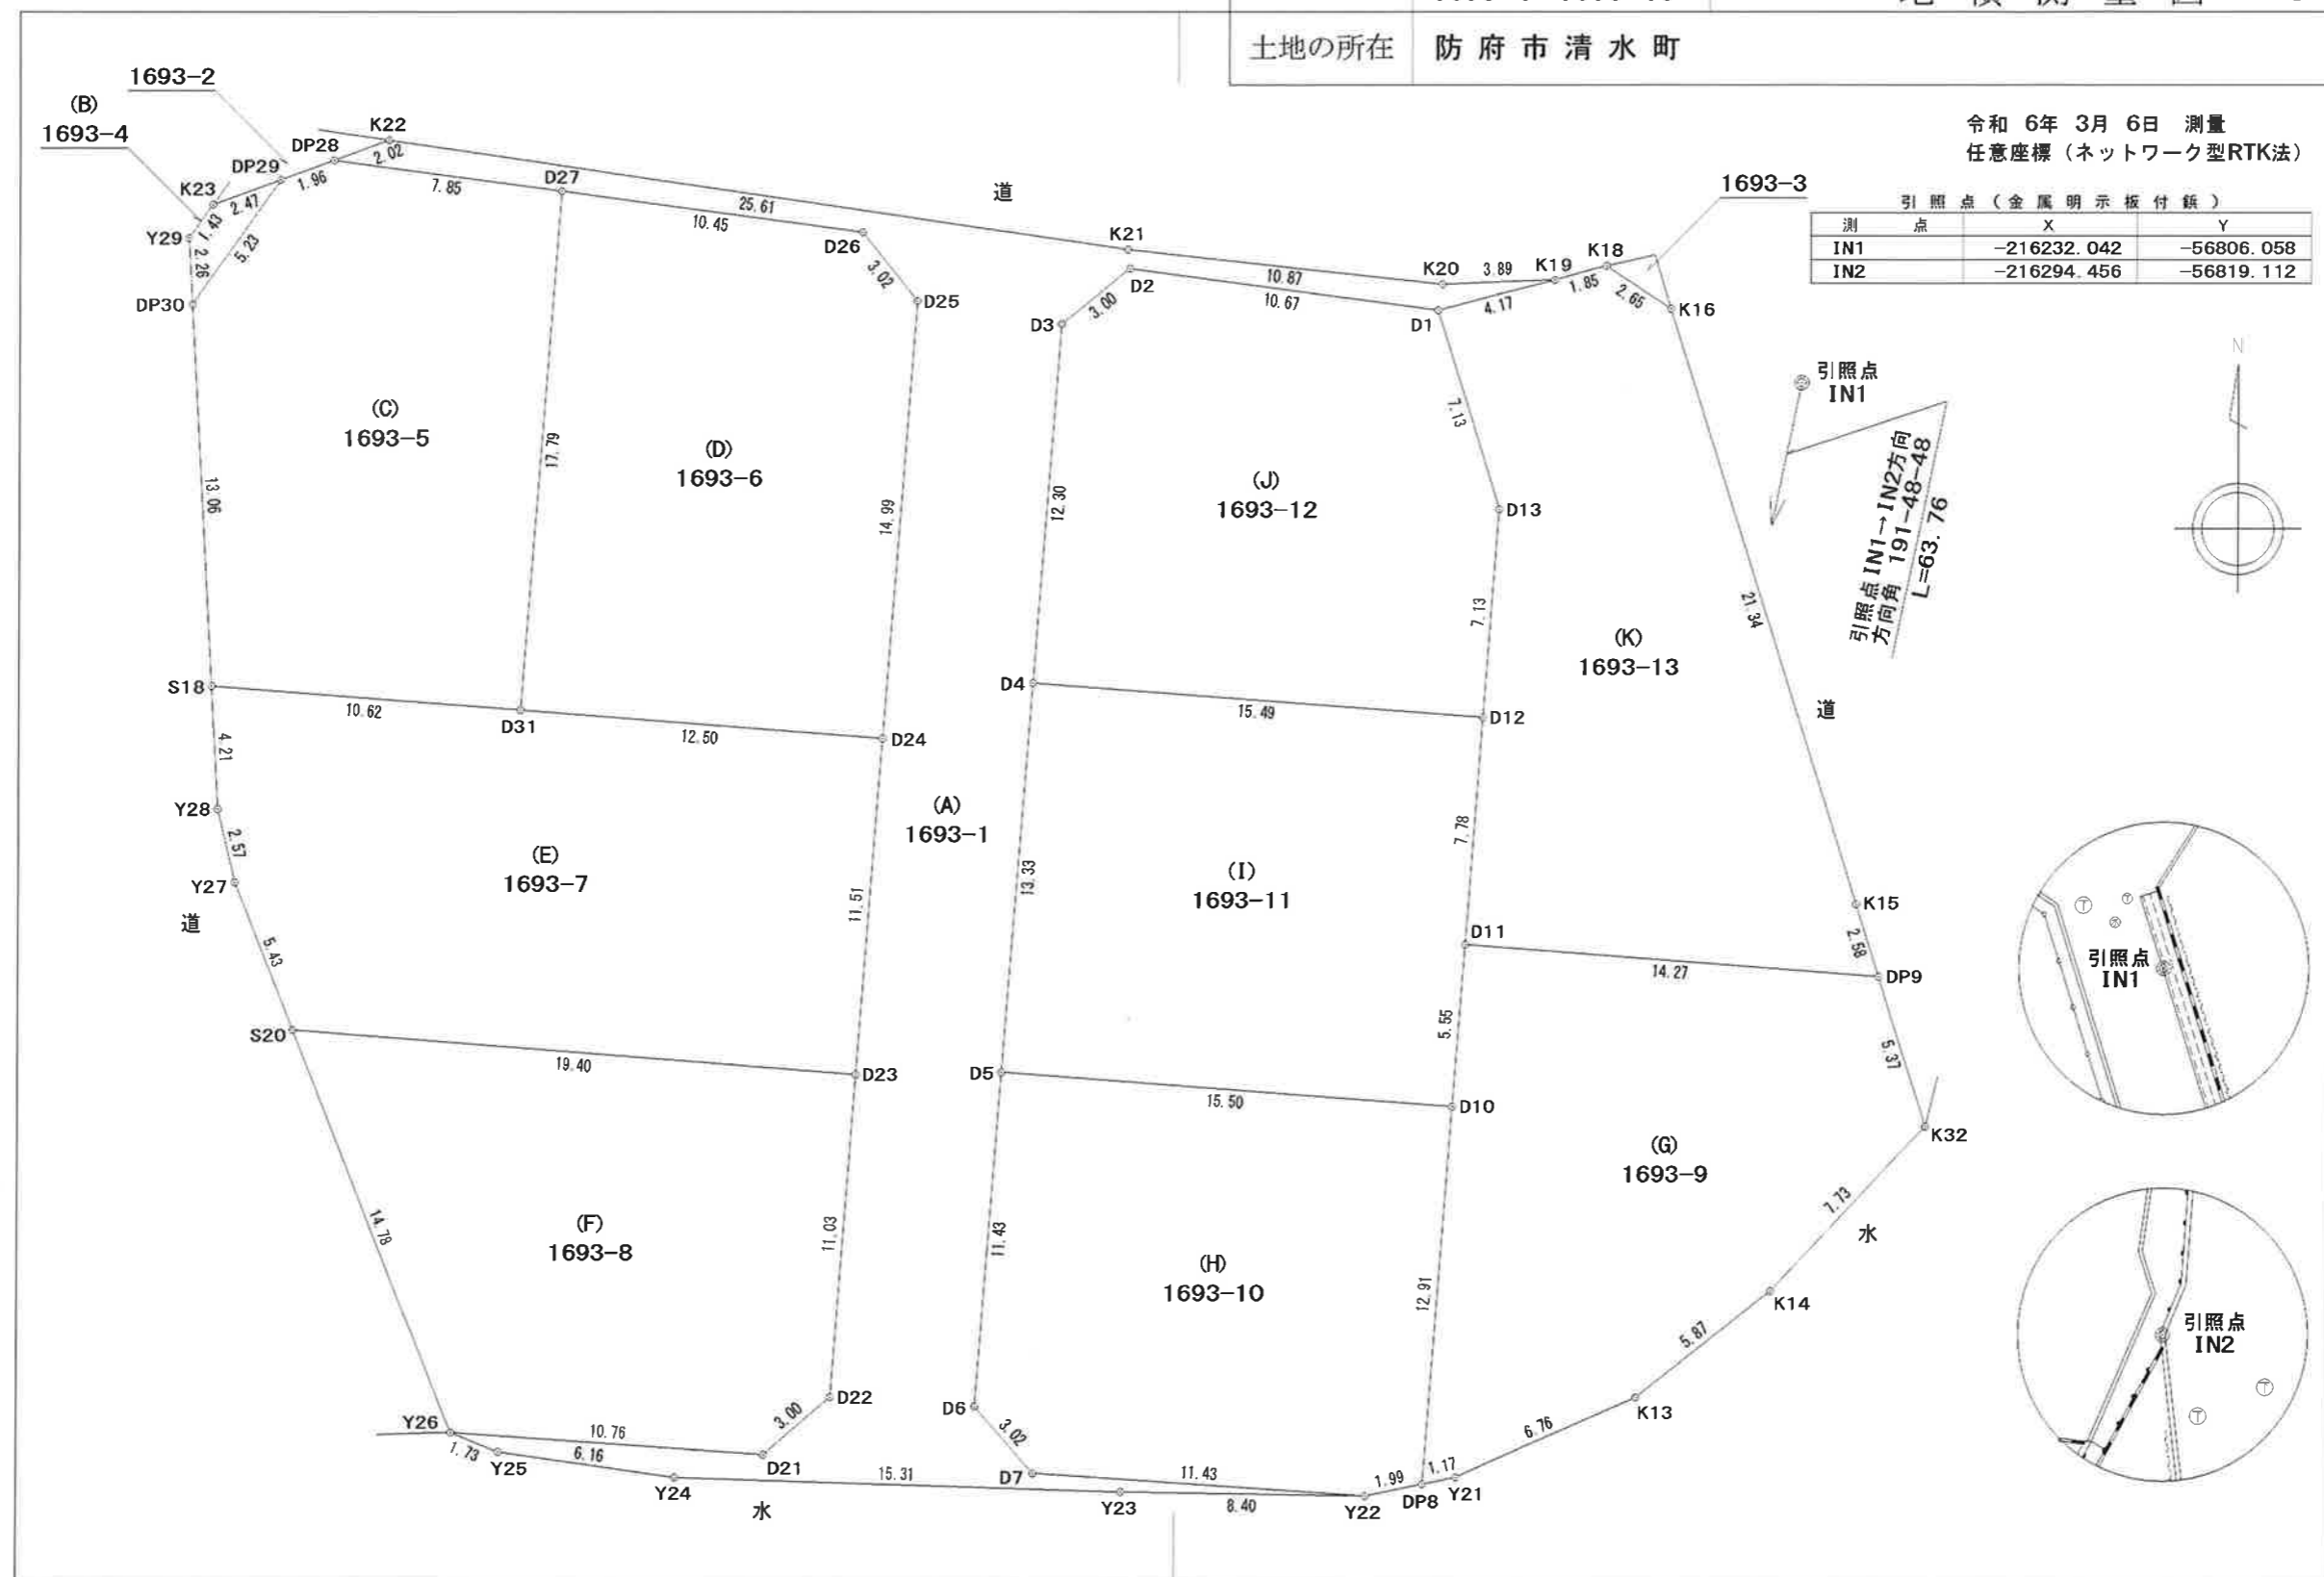 土地の所在 防府市清水町
令和 6年 3月 6日 測量
任意座標（ネットワーク型RTK法）
引照点（金属明示板付鋲）
測点 X Y
IN1 -216232.042 -56806.058
IN2 -216294.456 -56819.112
1693-2
(B)
1693-4
K22
DP28
2.02
DP29
1.96
K23
2.47
1.43
Y29
2.26
5.23
DP30
7.85
D27
10.45
25.61
道
D26
3.02
D25
K21
10.87
D2
3.00
D3
10.67
K20
3.89
K19
K18
1.85
2.65
4.17
D1
K16
1693-3
引照点
IN1
引照点 IN1→IN2方向
方向角 191-48-48
L=63.76
N
(C)
1693-5
13.06
17.79
(D)
1693-6
14.99
12.30
(J)
1693-12
7.13
D13
7.13
(K)
1693-13
21.34
道
S18
10.62
D31
12.50
D24
D4
15.49
D12
4.21
Y28
2.57
Y27
道
5.43
(E)
1693-7
11.51
(A)
1693-1
13.33
(I)
1693-11
7.78
D11
14.27
K15
2.58
DP9
5.37
5.55
S20
19.40
D23
D5
15.50
D10
K32
(G)
1693-9
7.73
水
14.78
(F)
1693-8
11.03
11.43
(H)
1693-10
12.91
K14
5.87
K13
6.76
D22
3.00
D6
3.02
Y26
10.76
1.73
Y25
6.16
D21
Y24
15.31
水
D7
11.43
Y23
8.40
Y22
1.99
DP8
1.17
Y21
引照点
IN1
引照点
IN2